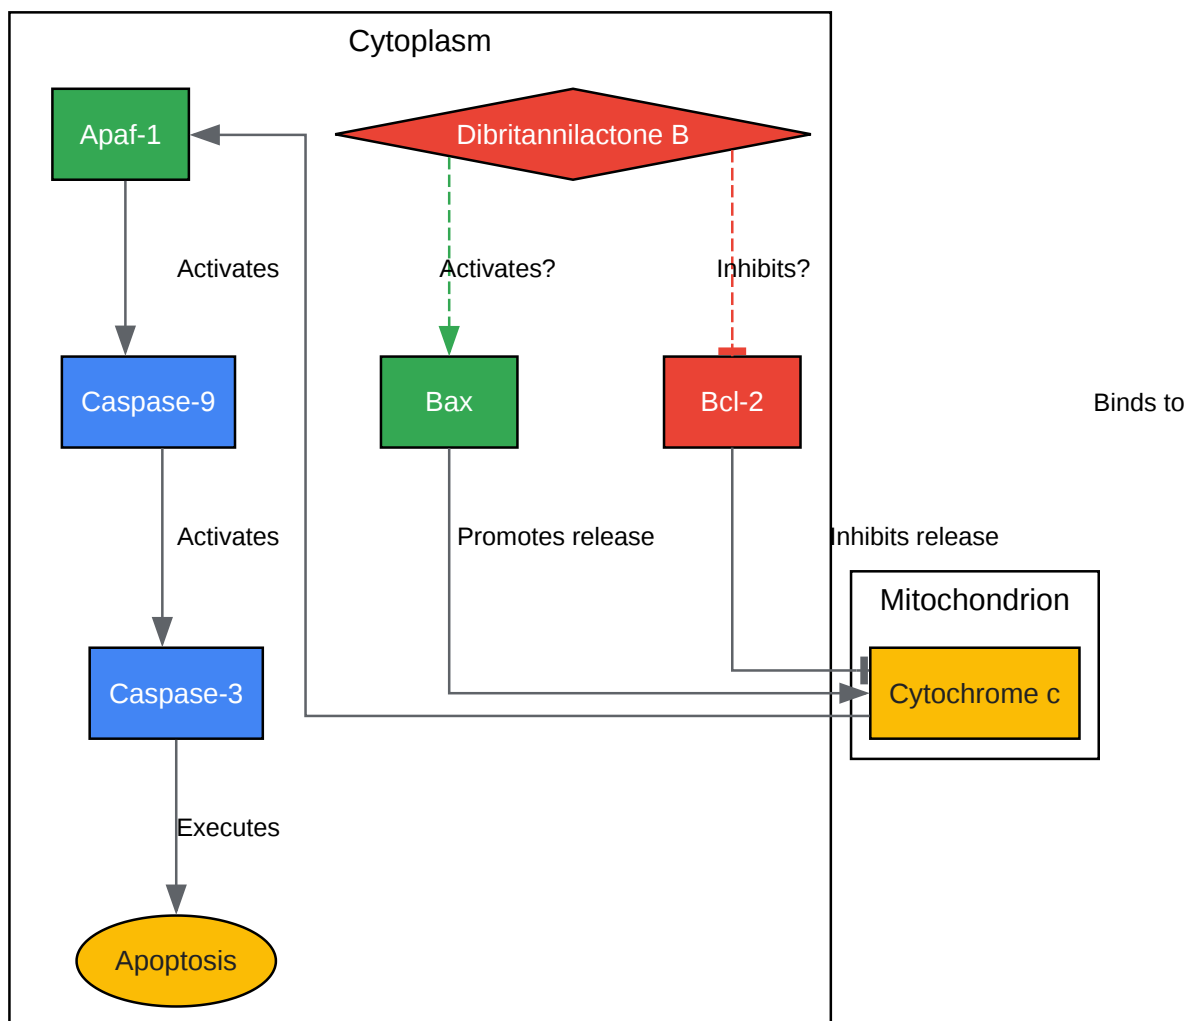 Cytoplasm
Apaf-1
Dibritannilactone B
Activates
Activates?
Inhibits?
Caspase-9
Bax
Bcl-2
Binds to
Activates
Promotes release
Inhibits release
Mitochondrion
Caspase-3
Cytochrome c
Executes
Apoptosis